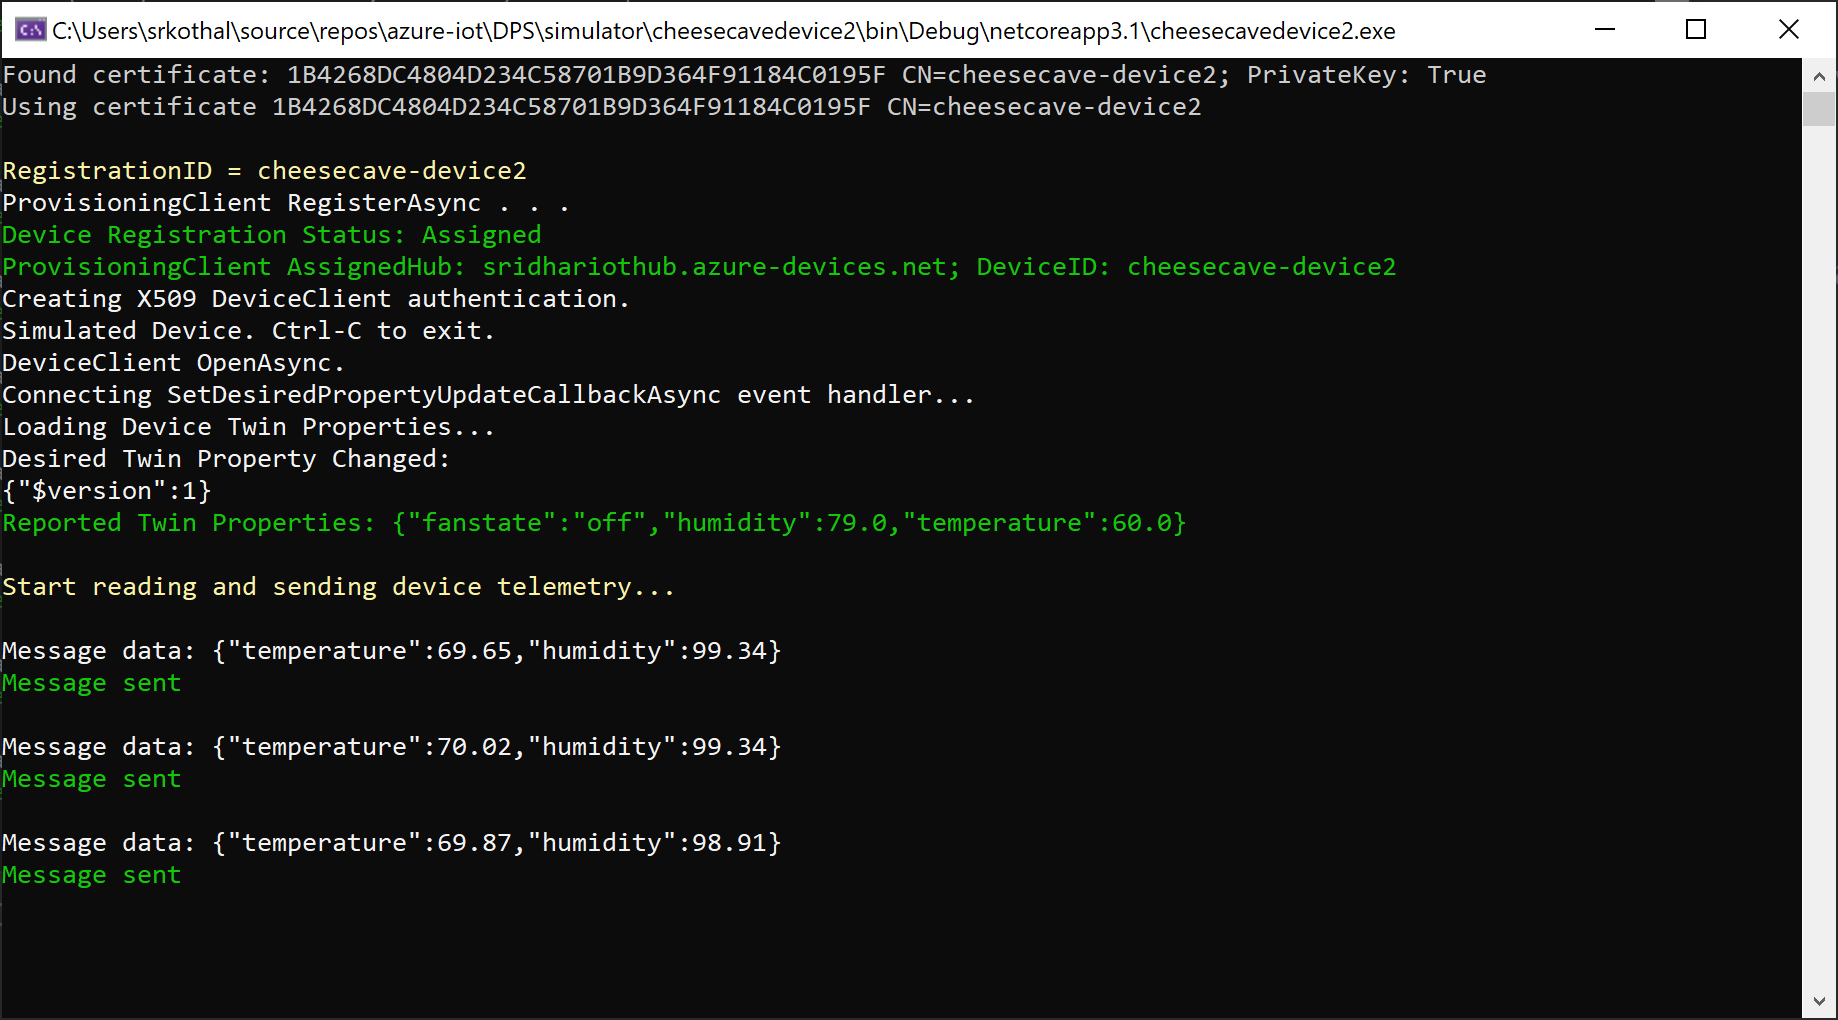 C:\Users\srkothal\source\repos\azure-iot\DPS\simulator\cheesecavedevice2\bin\Debug\netcoreapp3.1\cheesecavedevice2.exe
Found certificate: 1B4268DC4804D234C58701B9D364F91184C0195F CN=cheesecave-device2; PrivateKey: True
Using certificate 1B4268DC4804D234C58701B9D364F91184C0195F CN=cheesecave-device2
RegistrationID = cheesecave-device2
ProvisioningClient RegisterAsync . . .
Device Registration Status: Assigned
ProvisioningClient AssignedHub: sridhariothub.azure-devices.net; DeviceID: cheesecave-device2
Creating X509 DeviceClient authentication.
Simulated Device. Ctrl-C to exit.
DeviceClient OpenAsync.
Connecting SetDesiredPropertyUpdateCallbackAsync event handler...
Loading Device Twin Properties...
Desired Twin Property Changed:
{"$version":1}
Reported Twin Properties: {"fanstate":"off","humidity":79.0,"temperature":60.0}
Start reading and sending device telemetry...
Message data: {"temperature":69.65,"humidity":99.34}
Message sent
Message data: {"temperature":70.02,"humidity":99.34}
Message sent
Message data: {"temperature":69.87,"humidity":98.91}
Message sent